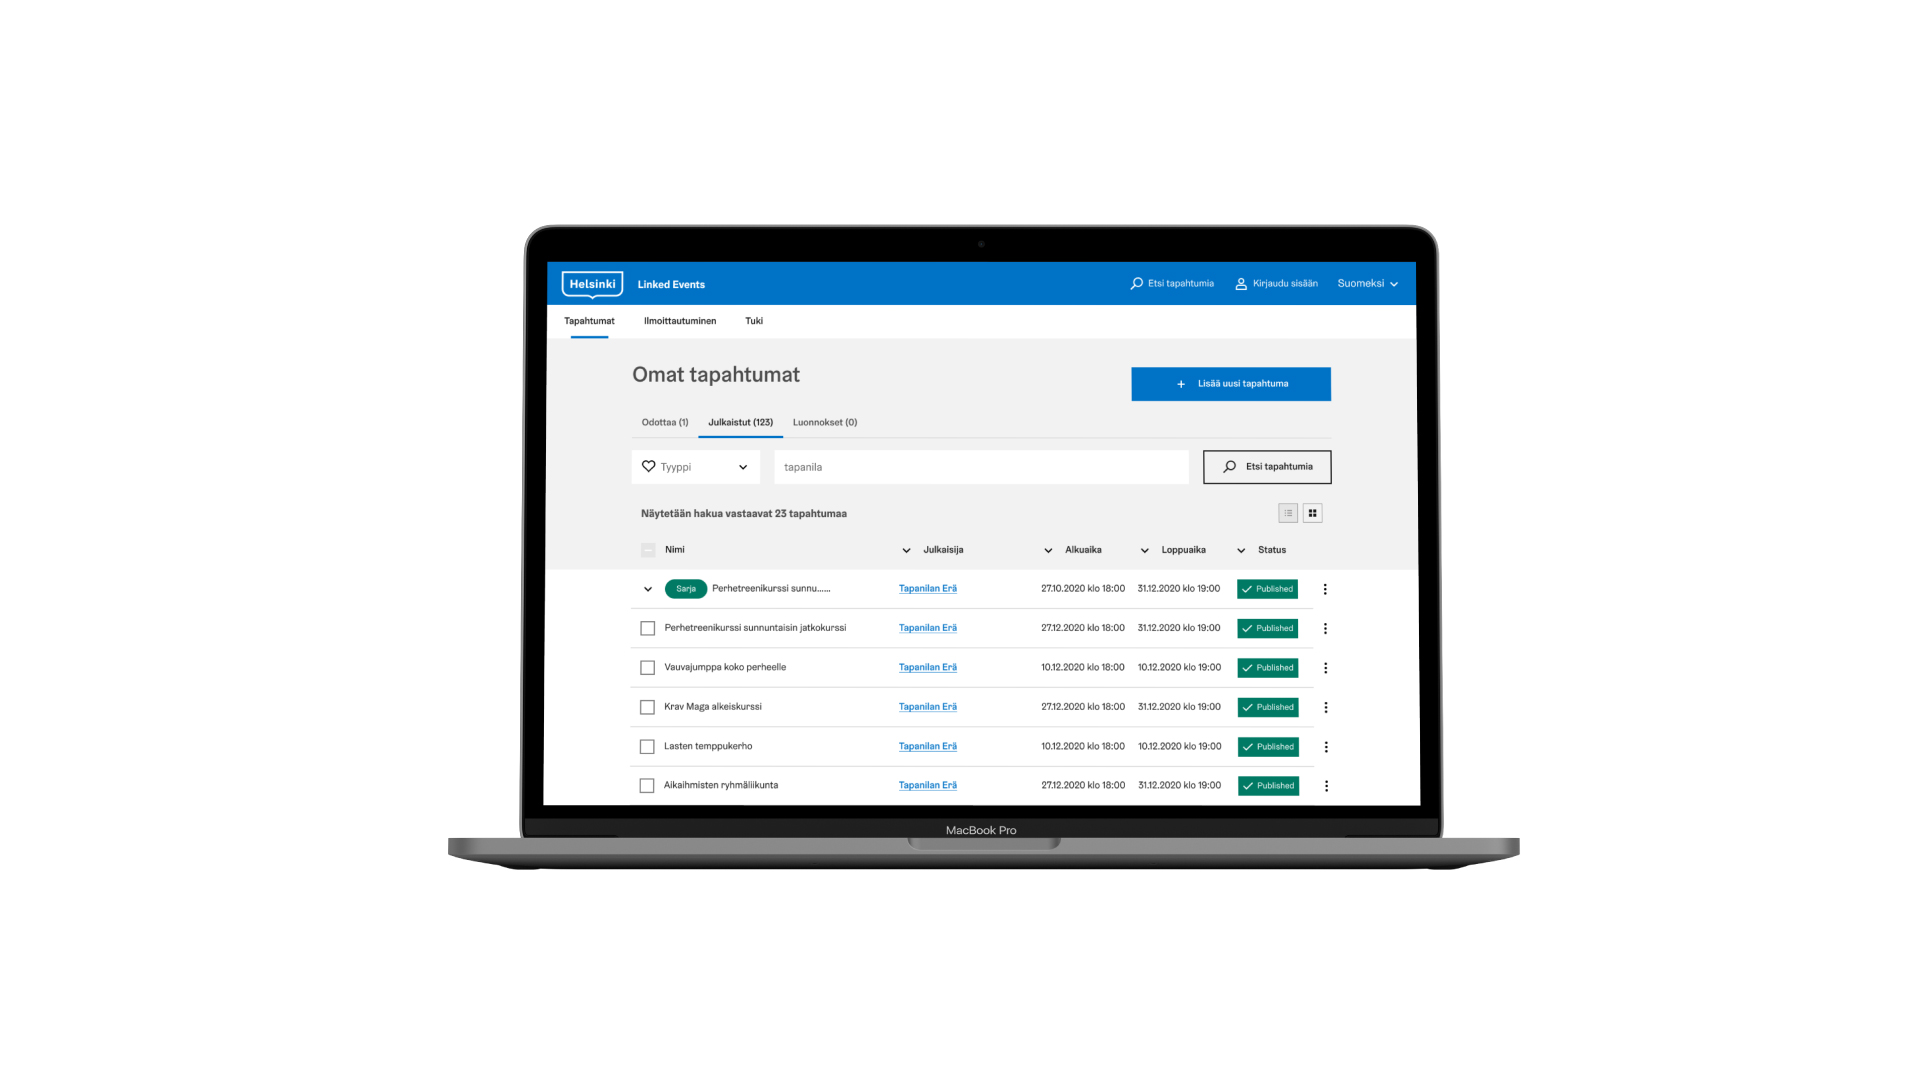 Helsinki Linked Events Etsi tapahtumia Kirjaudu sisään Suomeksi
Tapahtumat Ilmoittautuminen Tuki
Omat tapahtumat
+ Lisää uusi tapahtuma
Odottaa (1) Julkaistut (123) Luonnokset (0)
Tyyppi tapanila Etsi tapahtumia
Näytetään hakua vastaavat 23 tapahtumaa
Nimi Julkaisija Alkuaika Loppuaika Status
Sarja Perhetreenikurssi sunnu...... Tapanilan Erä 27.10.2020 klo 18:00 31.12.2020 klo 19:00 Published
Perhetreenikurssi sunnuntaisin jatkokurssi Tapanilan Erä 27.12.2020 klo 18:00 31.12.2020 klo 19:00 Published
Vauvajumppa koko perheelle Tapanilan Erä 10.12.2020 klo 18:00 10.12.2020 klo 19:00 Published
Krav Maga alkeiskurssi Tapanilan Erä 27.12.2020 klo 18:00 31.12.2020 klo 19:00 Published
Lasten temppukerho Tapanilan Erä 10.12.2020 klo 18:00 10.12.2020 klo 19:00 Published
Aikaihmisten ryhmäliikunta Tapanilan Erä 27.12.2020 klo 18:00 31.12.2020 klo 19:00 Published
MacBook Pro